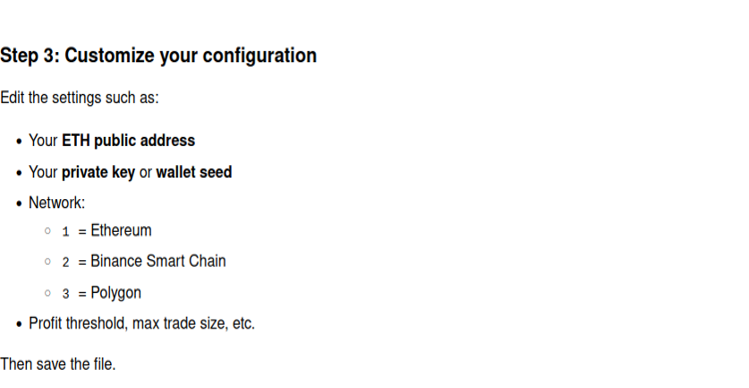 Step 3: Customize your configuration
Edit the settings such as:
• Your ETH public address
• Your private key or wallet seed
• Network:
○ 1 = Ethereum
○ 2 = Binance Smart Chain
○ 3 = Polygon
• Profit threshold, max trade size, etc.
Then save the file.